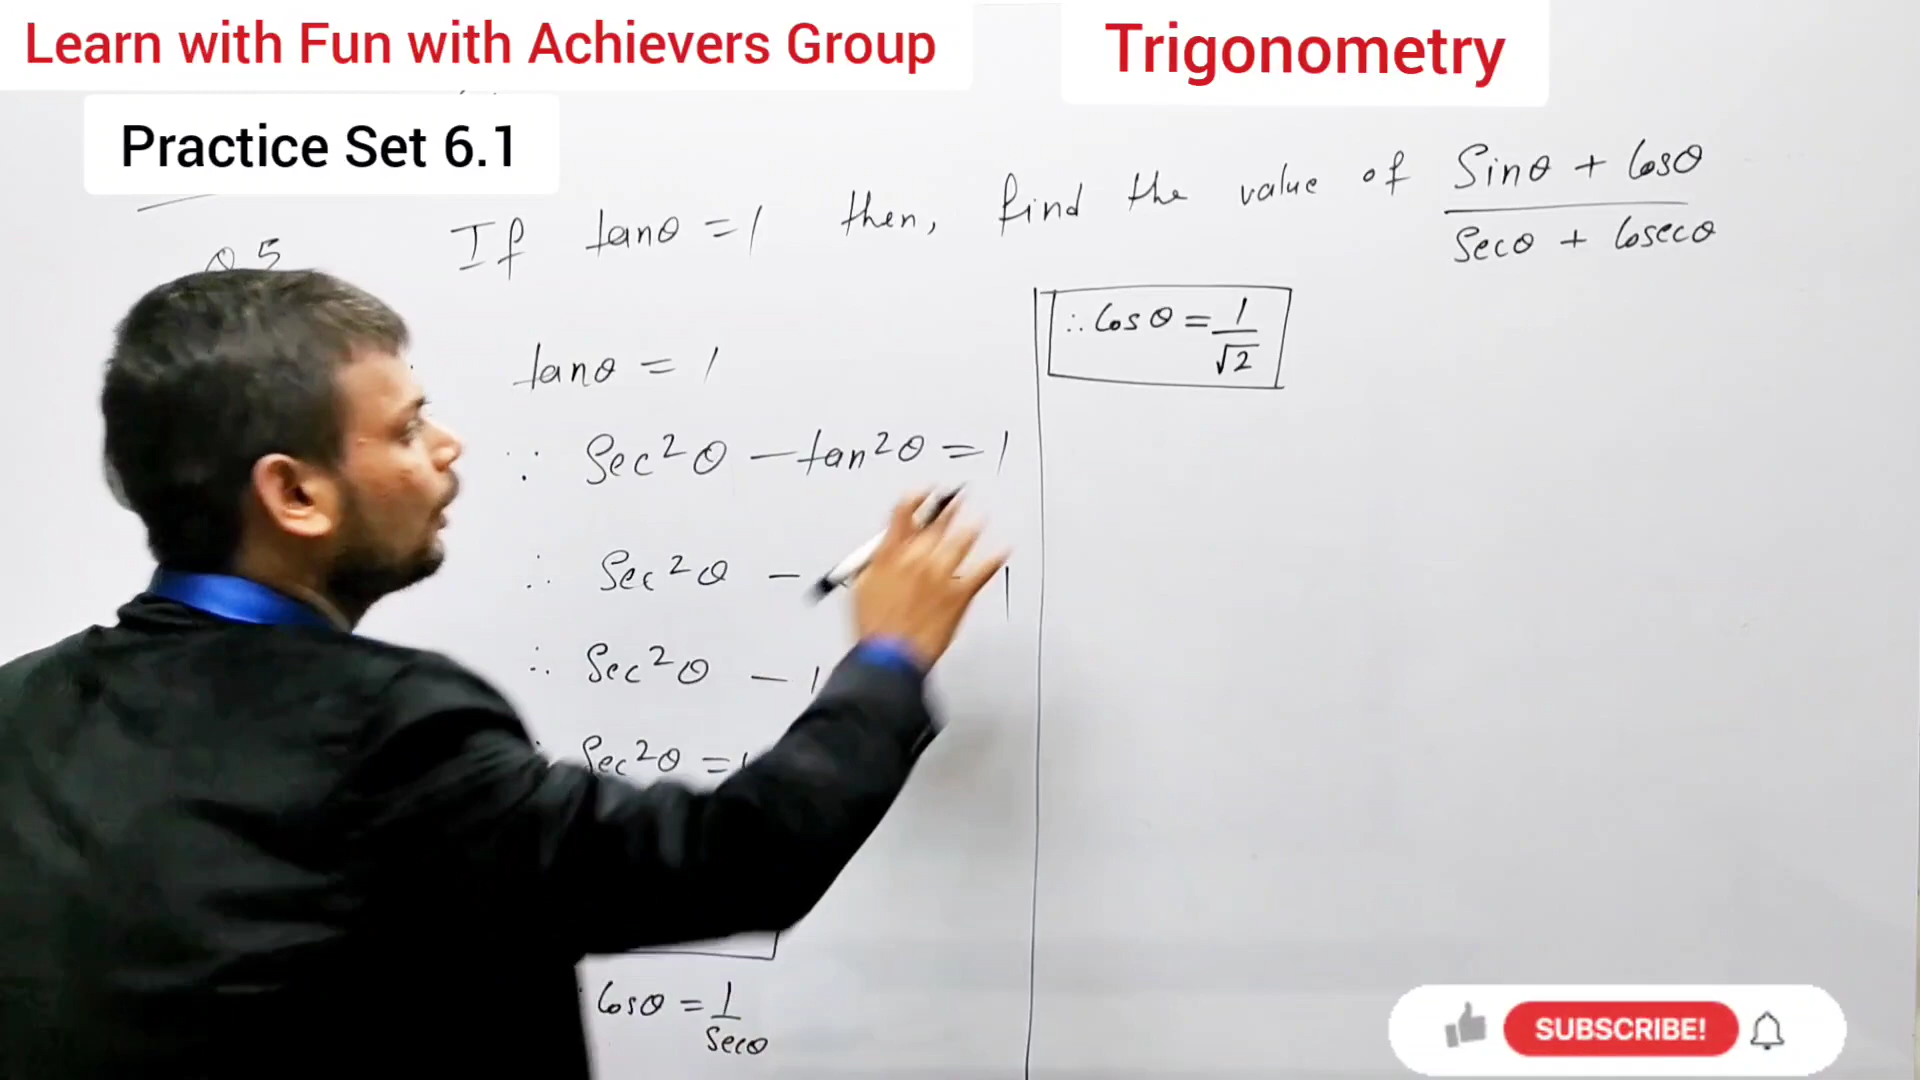 Learn with Fun with Achievers Group
Trigonometry
Practice Set 6.1
Q 5 If tanθ = 1 then, find the value of Sinθ + Cosθ / Secθ + Cosecθ
tanθ = 1
∵ Sec²θ − tan²θ = 1
∴ Sec²θ −
∴ Sec²θ − 1
Sec²θ =
Cosθ = 1/Secθ
∴ Cosθ = 1/√2
SUBSCRIBE!